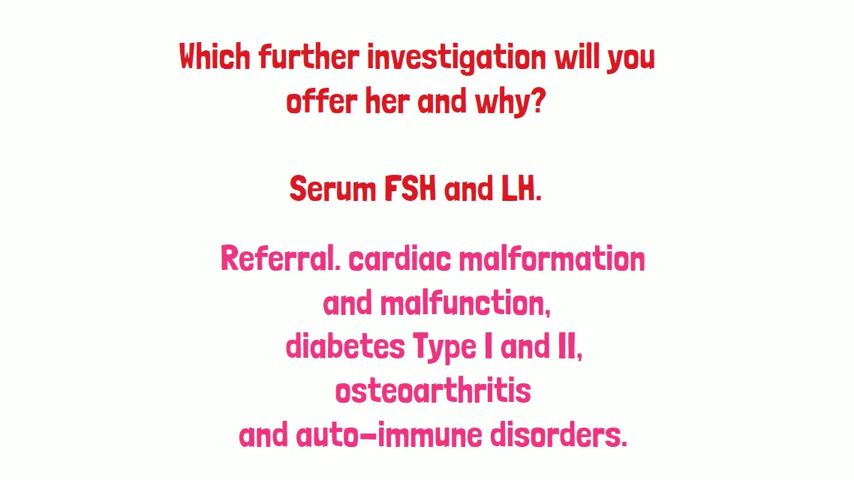 Which further investigation will you
offer her and why?
Serum FSH and LH.
Referral. cardiac malformation
and malfunction,
diabetes Type I and II,
osteoarthritis
and auto-immune disorders.